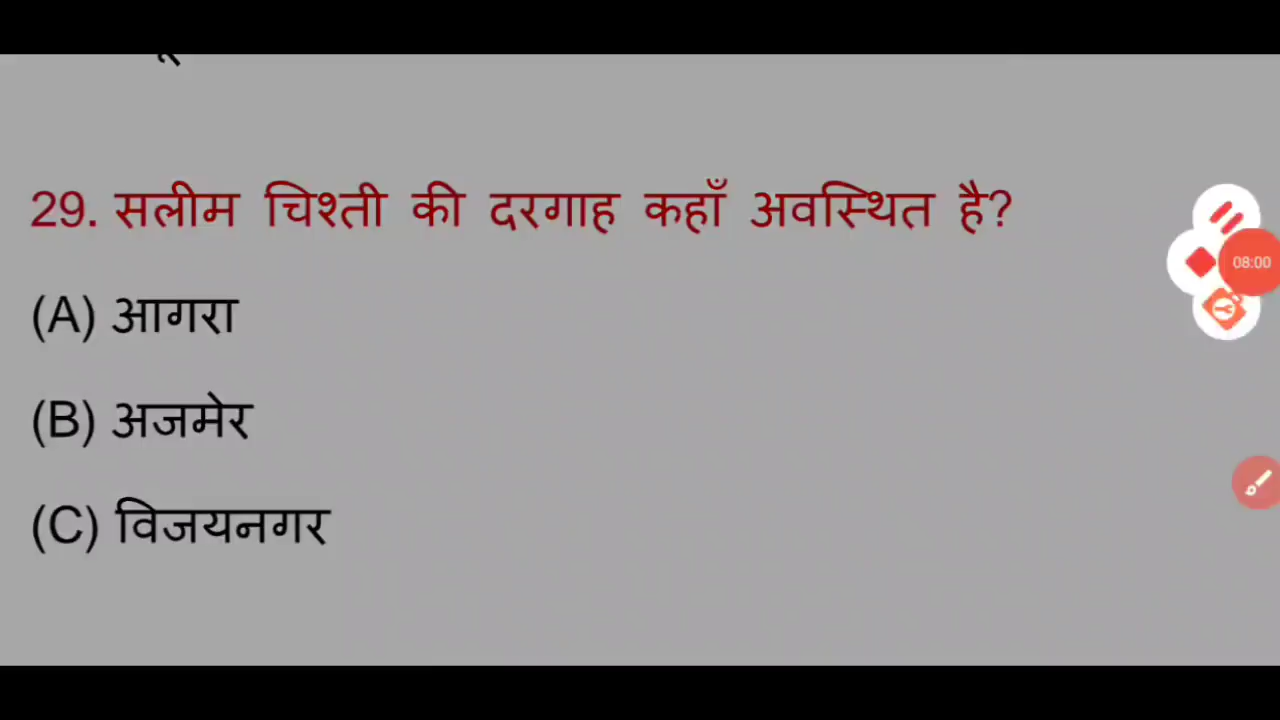 29. सलीम चिश्ती की दरगाह कहाँ अवस्थित है?
08:00
(A) आगरा
(B) अजमेर
(C) विजयनगर